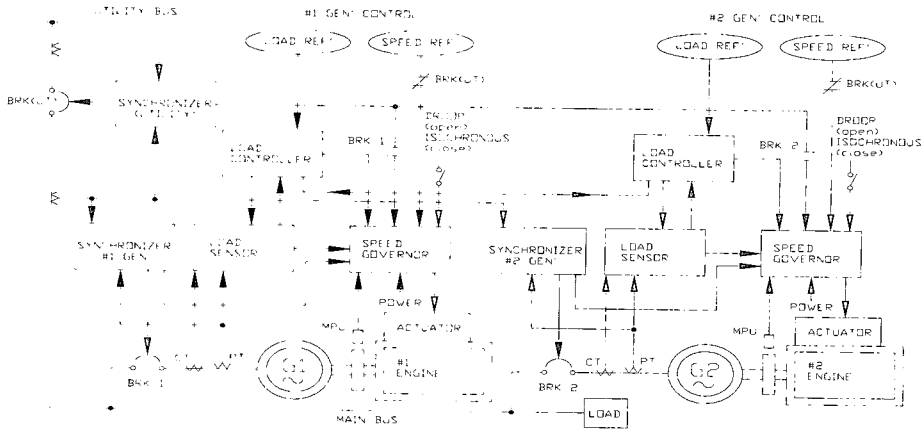 UTILITY BUS
#1 GEN' CONTROL
#2 GEN' CONTROL
LOAD REF'
SPEED REF'
LOAD REF'
SPEED REF'
BRK(UT)
BRK(UT)
BRK(UT)
SYNCHRONIZER
(UTILITY)
DROOP
(open)
ISOCHRONOUS
(close)
DROOP
(open)
ISOCHRONOUS
(close)
BRK 1
BRK 2
LOAD
CONTROLLER
LOAD
CONTROLLER
SYNCHRONIZER
#1 GEN'
LOAD
SENSOR
SPEED
GOVERNOR
SYNCHRONIZER
#2 GEN'
LOAD
SENSOR
SPEED
GOVERNOR
POWER
POWER
MPU
MPU
ACTUATOR
ACTUATOR
CT
PT
G1
#1
ENGINE
CT
PT
G2
#2
ENGINE
BRK 1
BRK 2
MAIN BUS
LOAD